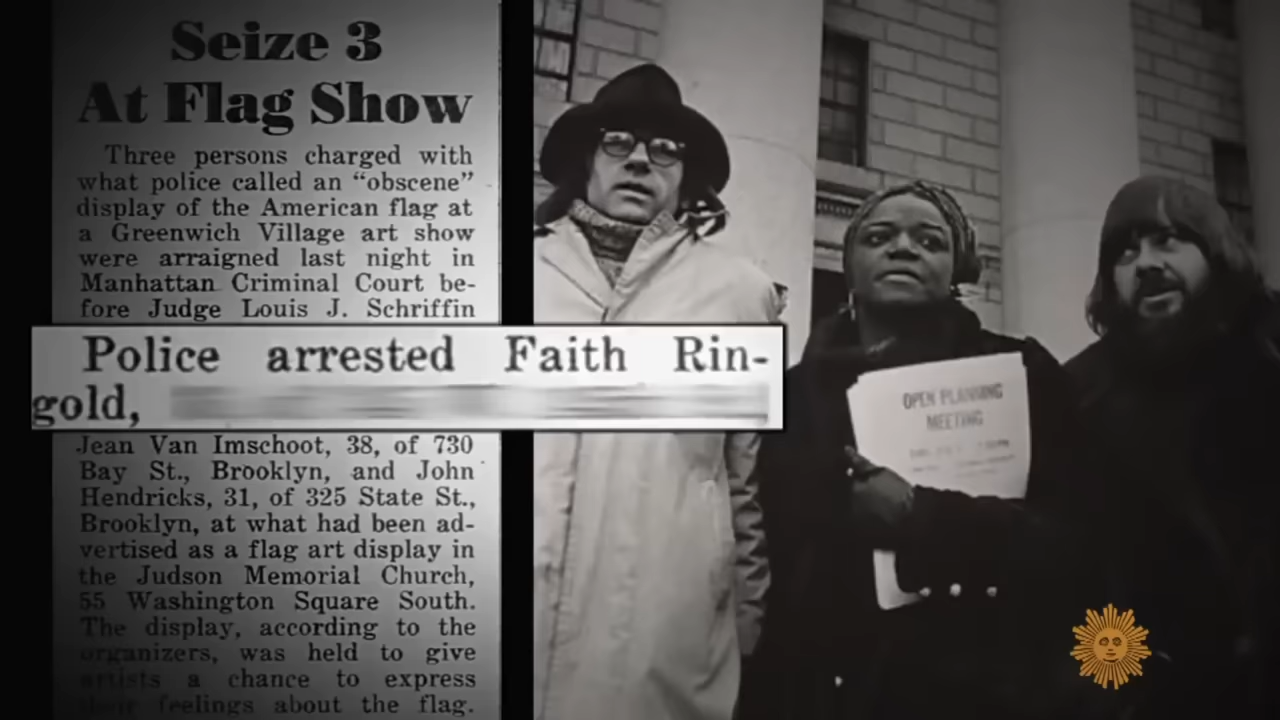 Seize 3
At Flag Show
Three persons charged with
what police called an “obscene”
display of the American flag at
a Greenwich Village art show
were arraigned last night in
Manhattan Criminal Court be-
fore Judge Louis J. Schriffin
Police arrested Faith Rin-
gold,
Jean Van Imschoot, 38, of 730
Bay St., Brooklyn, and John
Hendricks, 31, of 325 State St.,
Brooklyn, at what had been ad-
vertised as a flag art display in
the Judson Memorial Church,
55 Washington Square South.
The display, according to the
organizers, was held to give
artists a chance to express
their feelings about the flag.
OPEN PLANNING
MEETING